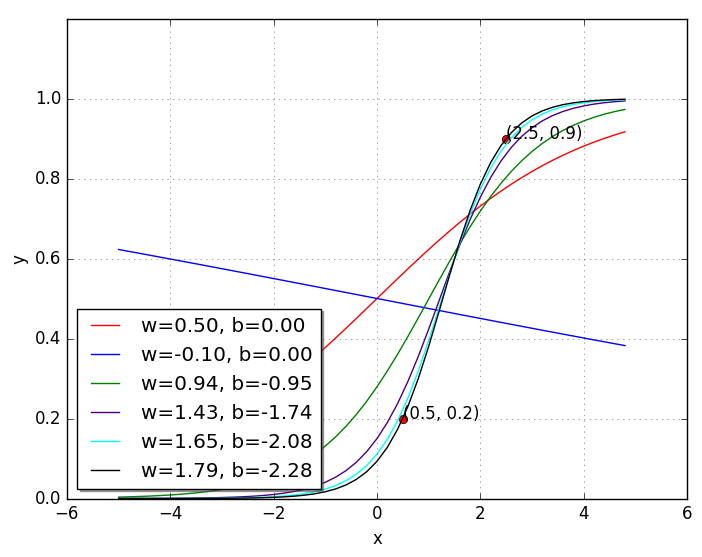 1.0
0.8
0.6
0.4
0.2
0.0
y
(2.5, 0.9)
(0.5, 0.2)
w=0.50, b=0.00
w=-0.10, b=0.00
w=0.94, b=-0.95
w=1.43, b=-1.74
w=1.65, b=-2.08
w=1.79, b=-2.28
−6 −4 −2 0 2 4 6
x